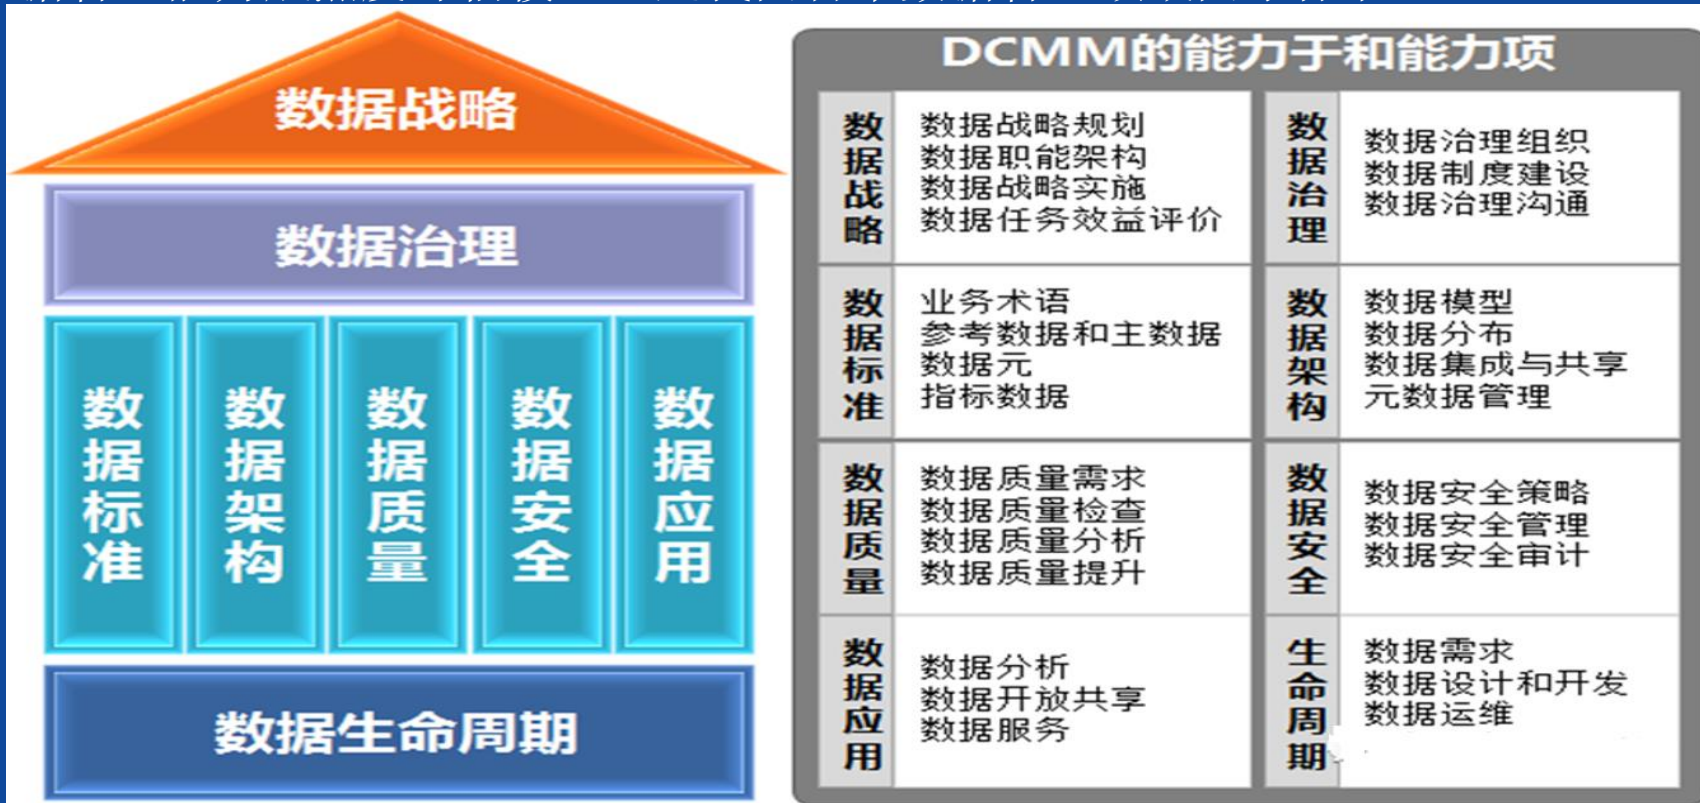 数据战略
数据治理
数据标准
数据架构
数据质量
数据安全
数据应用
数据生命周期
DCMM的能力于和能力项
数据战略
数据战略规划
数据职能架构
数据战略实施
数据任务效益评价
数据治理
数据治理组织
数据制度建设
数据治理沟通
数据标准
业务术语
参考数据和主数据
数据元
指标数据
数据架构
数据模型
数据分布
数据集成与共享
元数据管理
数据质量
数据质量需求
数据质量检查
数据质量分析
数据质量提升
数据安全
数据安全策略
数据安全管理
数据安全审计
数据应用
数据分析
数据开放共享
数据服务
生命周期
数据需求
数据设计和开发
数据运维